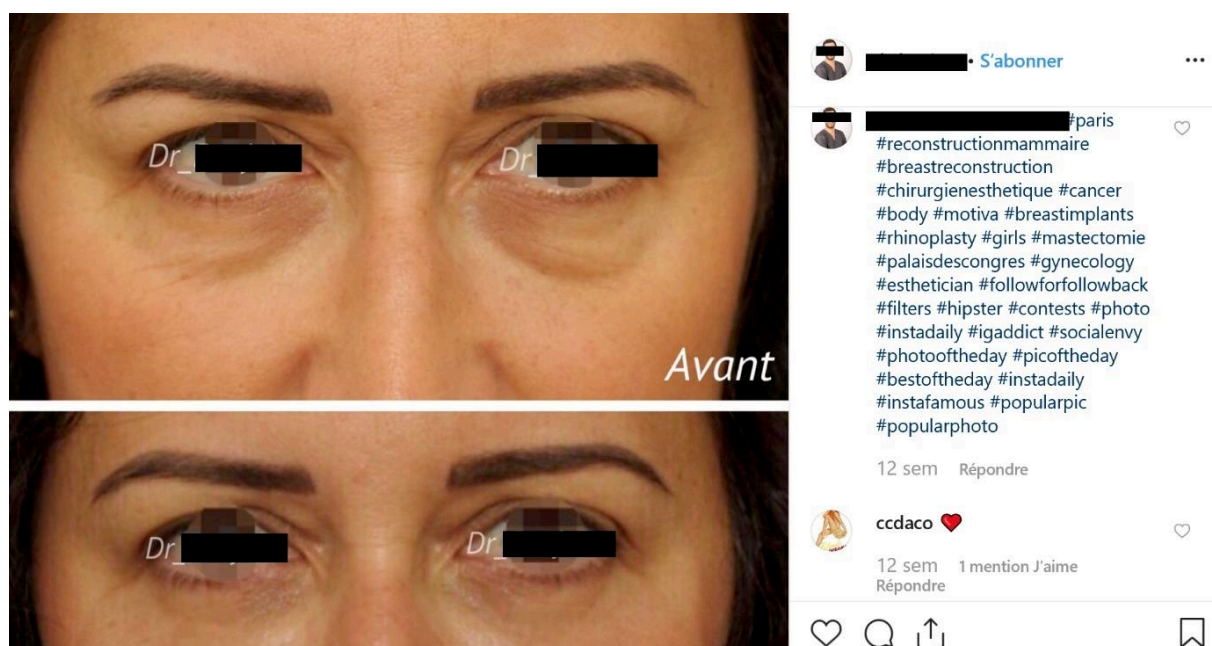 Dr_
Dr_
Avant
Dr_
Dr_
• S'abonner
#paris
#reconstructionmammaire
#breastreconstruction
#chirurgienesthetique #cancer
#body #motiva #breastimplants
#rhinoplasty #girls #mastectomie
#palaisdescongres #gynecology
#esthetician #followforfollowback
#filters #hipster #contests #photo
#instadaily #igaddict #socialenvy
#photooftheday #picoftheday
#bestoftheday #instadaily
#instafamous #popularpic
#popularphoto
12 sem Répondre
ccdaco ❤️
12 sem 1 mention J'aime
Répondre